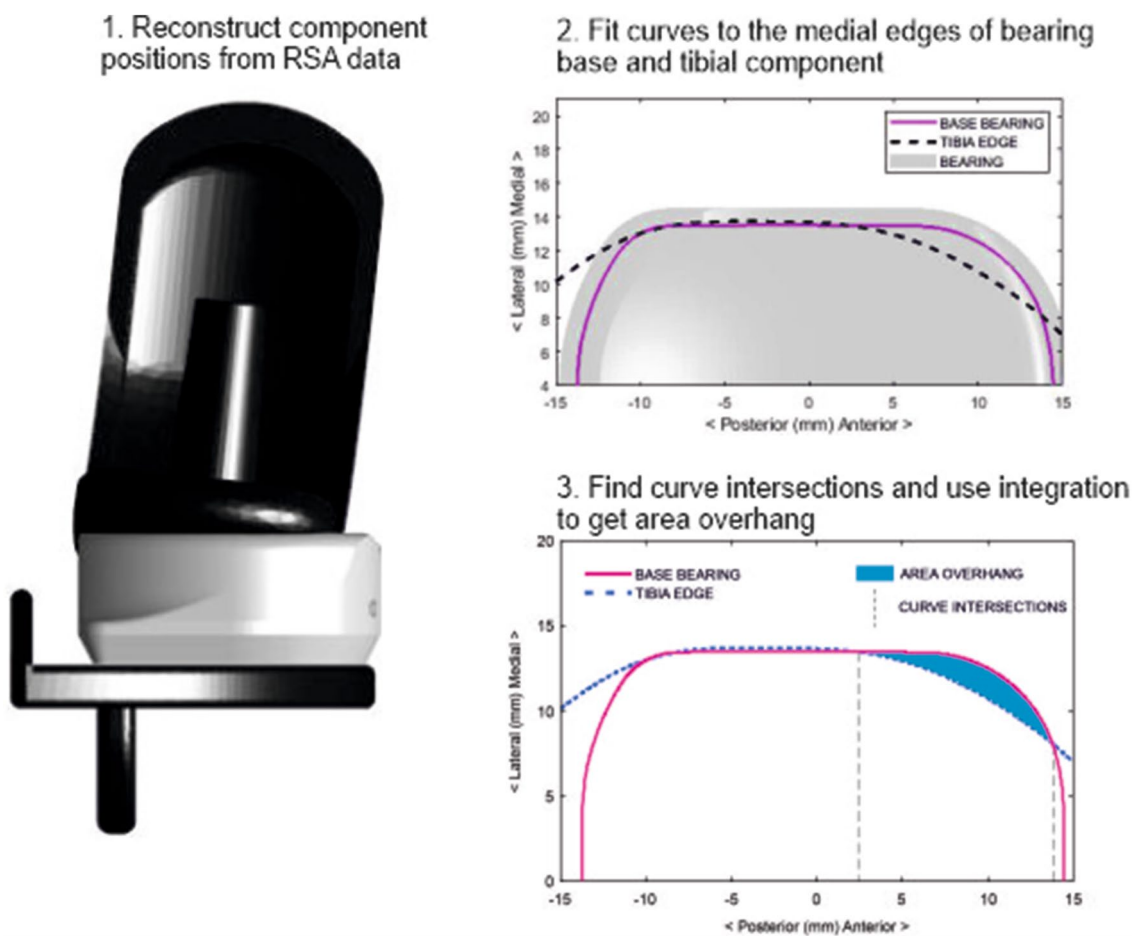 1. Reconstruct component
positions from RSA data
2. Fit curves to the medial edges of bearing
base and tibial component
< Lateral (mm) Medial >
20
18
16
14
12
10
8
6
4
BASE BEARING
TIBIA EDGE
BEARING
-15
-10
-5
0
5
10
15
< Posterior (mm) Anterior >
3. Find curve intersections and use integration
to get area overhang
< Lateral (mm) Medial >
20
15
10
5
0
BASE BEARING
TIBIA EDGE
AREA OVERHANG
CURVE INTERSECTIONS
-15
-10
-5
0
5
10
15
< Posterior (mm) Anterior >